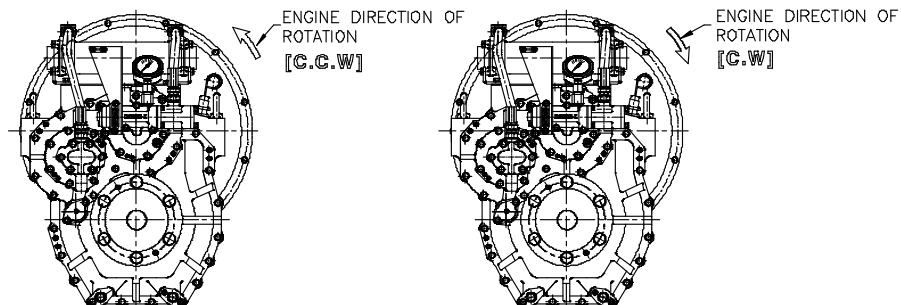 ENGINE DIRECTION OF
ROTATION
[C.C.W]
ENGINE DIRECTION OF
ROTATION
[C.W]